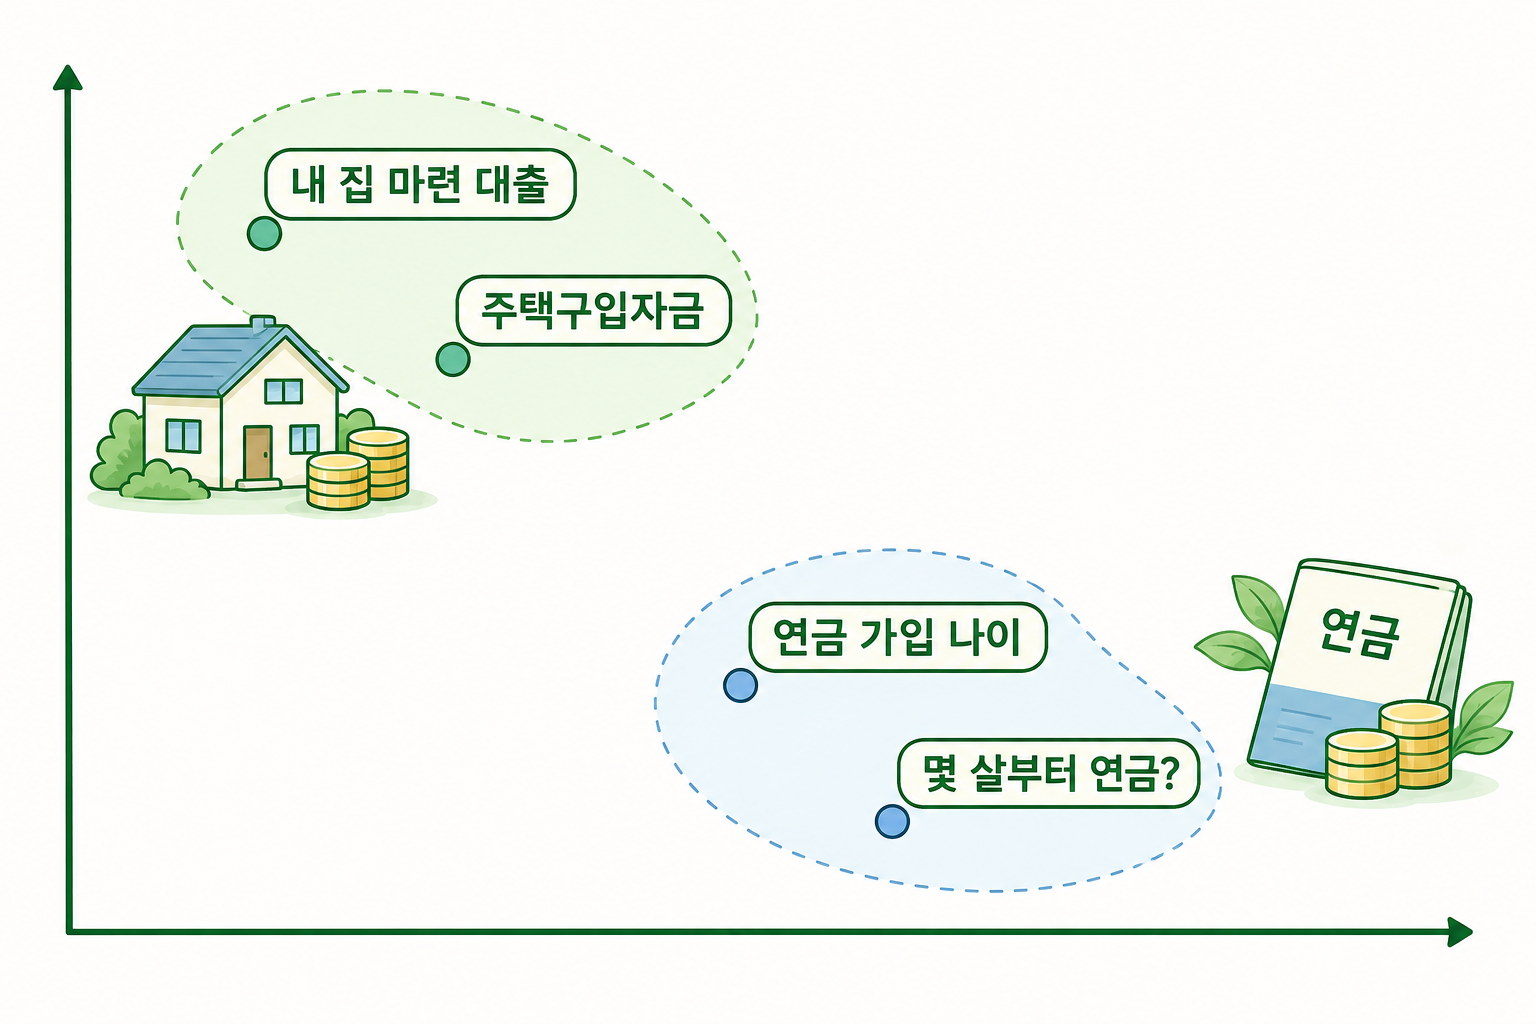 내 집 마련 대출
주택구입자금
연금 가입 나이
몇 살부터 연금?
연금